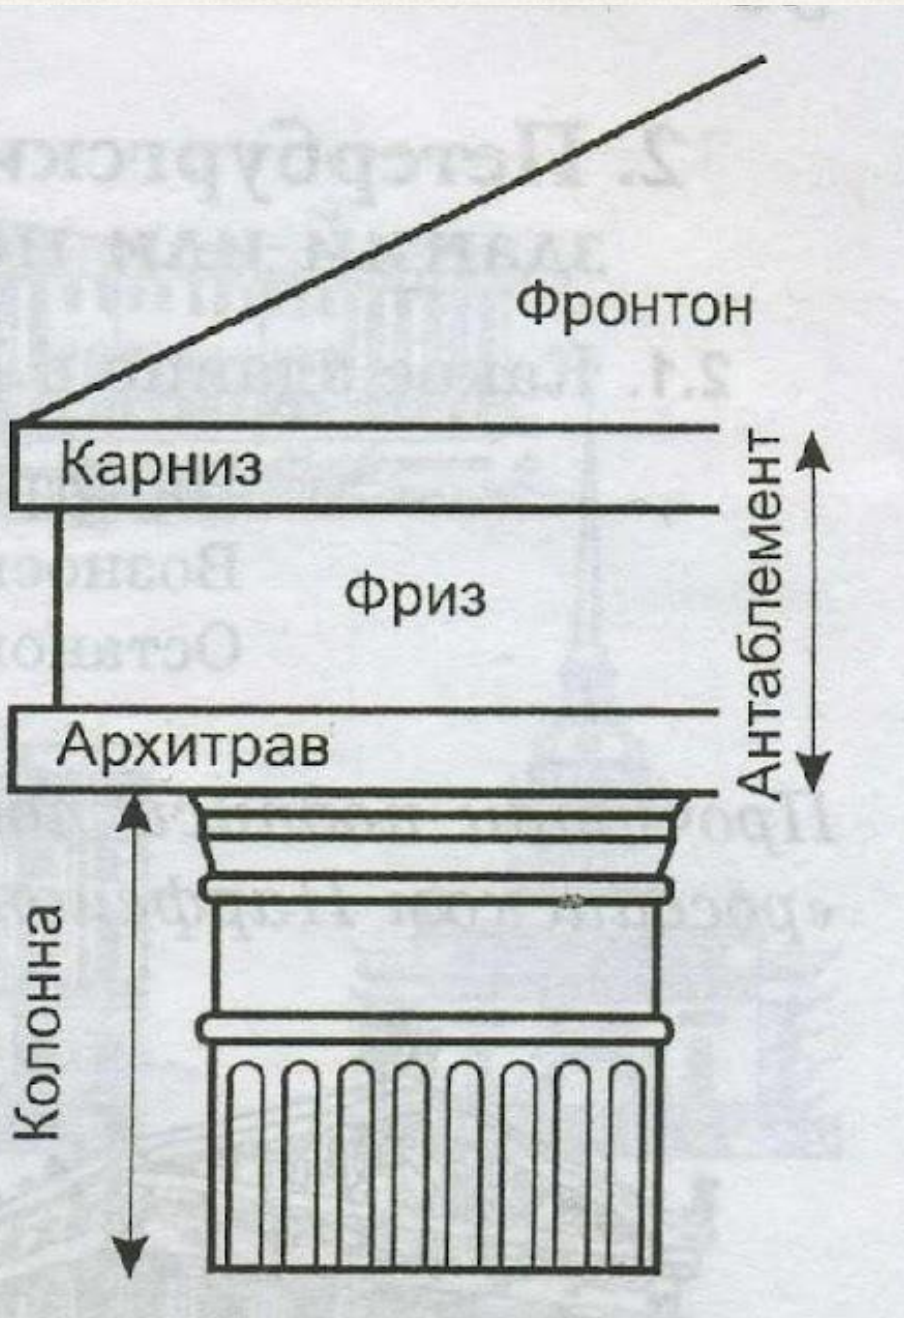 Фронтон
Карниз
Фриз
Антаблемент
Архитрав
Колонна